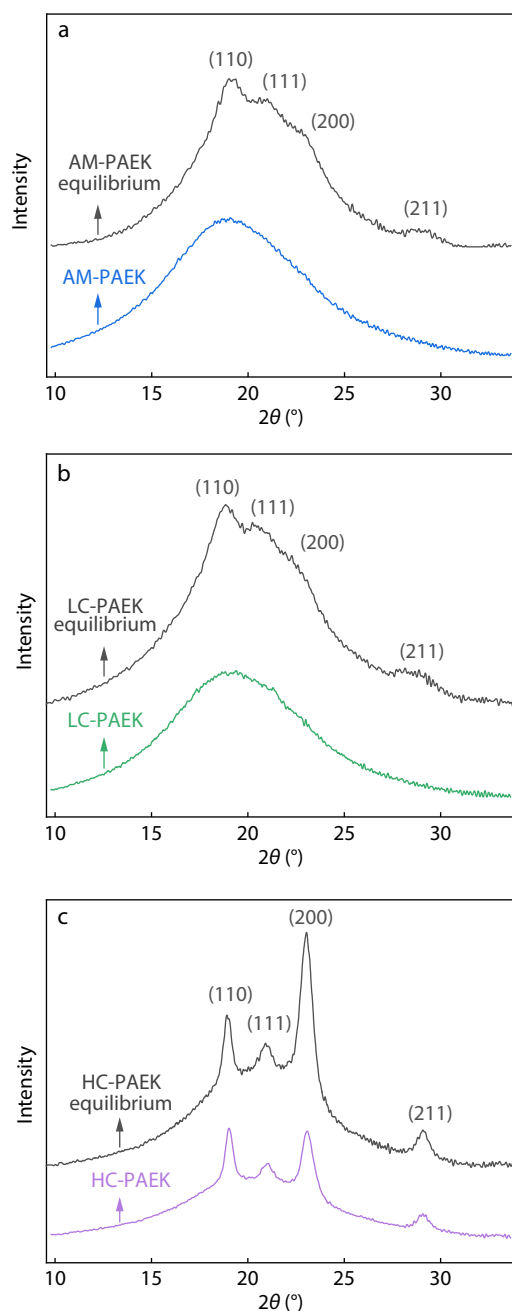 a
(110)
(111)
(200)
AM-PAEK
equilibrium
(211)
AM-PAEK
Intensity
10 15 20 25 30
2θ (°)
b
(110)
(111)
(200)
LC-PAEK
equilibrium
(211)
LC-PAEK
Intensity
10 15 20 25 30
2θ (°)
c
(200)
(110)
(111)
HC-PAEK
equilibrium
(211)
HC-PAEK
Intensity
10 15 20 25 30
2θ (°)